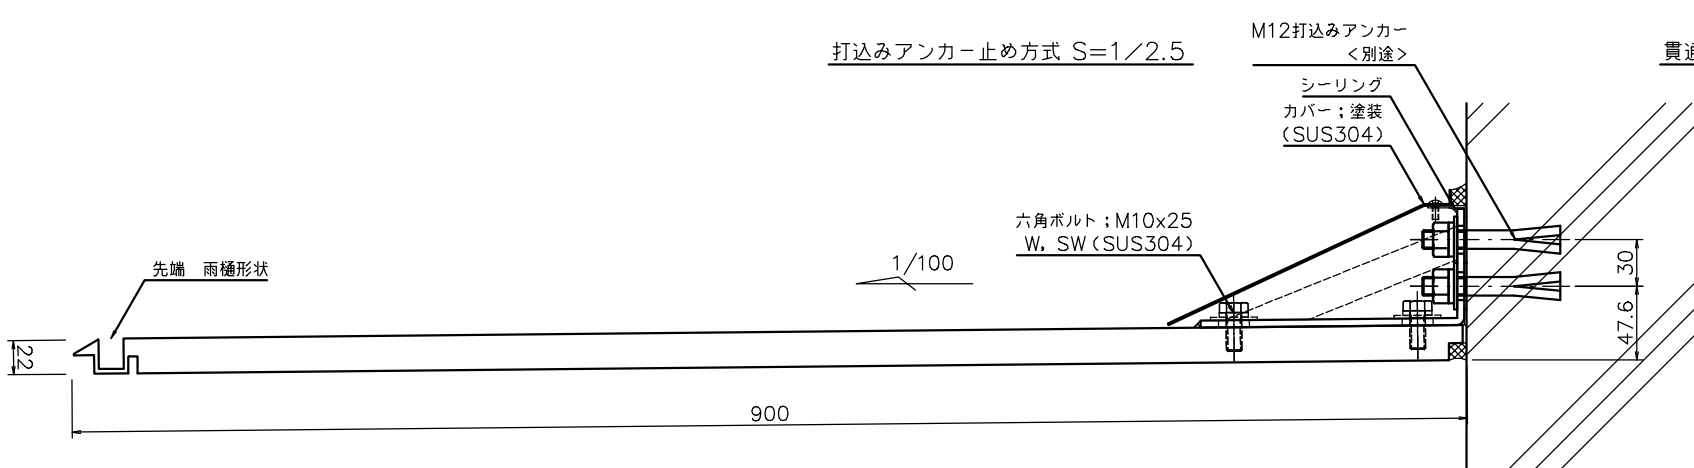 打込みアンカー止め方式 S=1/2.5
M12打込みアンカー
<別途>
貫通
シーリング
カバー;塗装
(SUS304)
六角ボルト;M10x25
W, SW(SUS304)
先端 雨樋形状
1/100
30
47.6
22
900